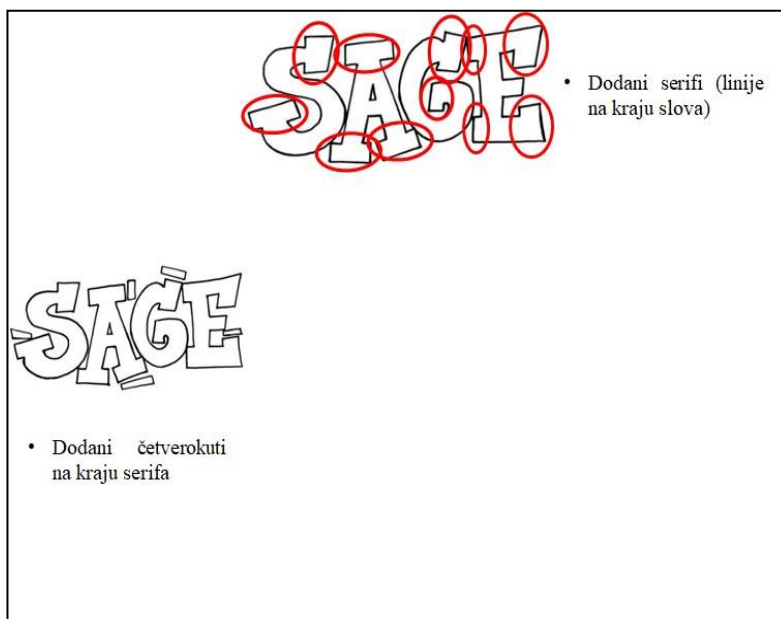 SAGE
• Dodani serifi (linije
na kraju slova)
SAGE
• Dodani četverokuti
na kraju serifa